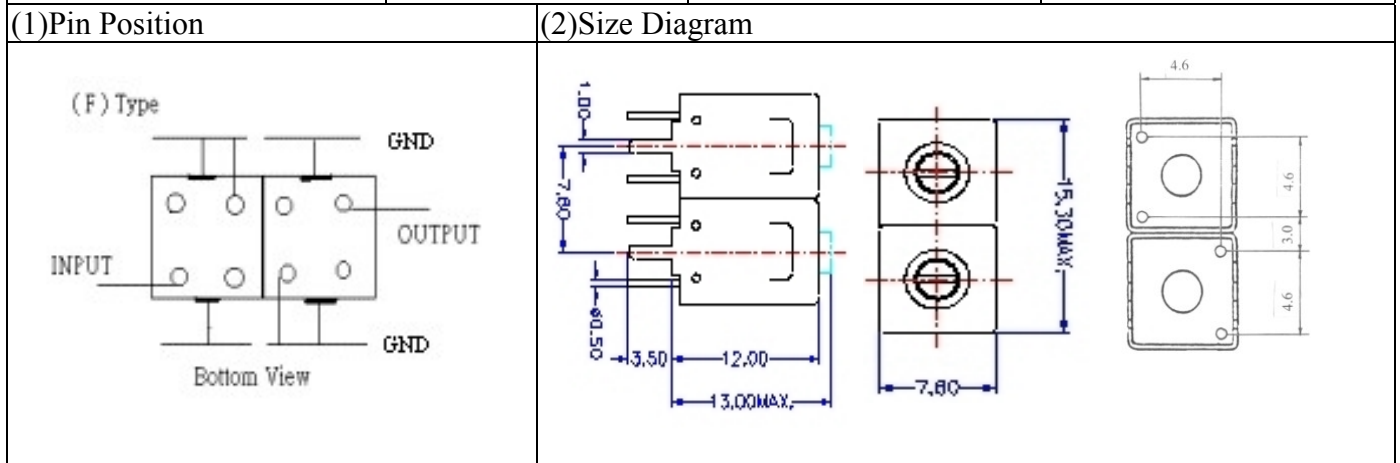 (1)Pin Position
(2)Size Diagram
(F) Type
GND
OUTPUT
INPUT
GND
Bottom View
1,00
7,60
ø0.50
3,50
12,00
13,00MAX,
15,30MAX,
7,60
4.6
4.6
3.0
4.6